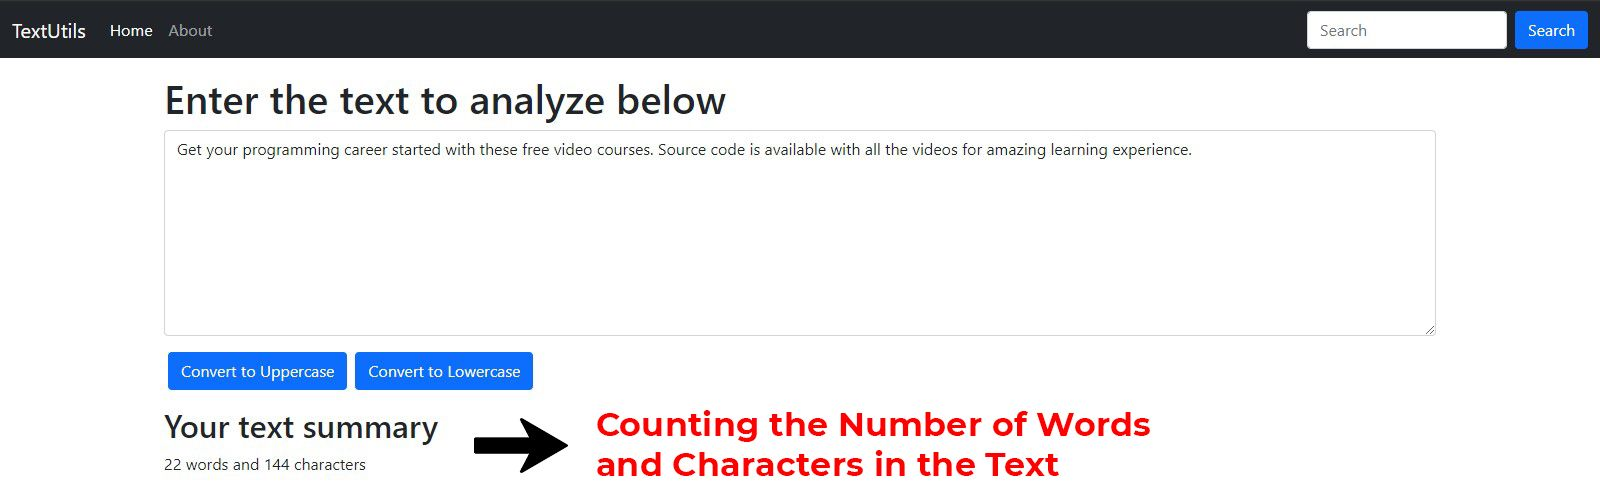 TextUtils Home About Search Search
Enter the text to analyze below
Get your programming career started with these free video courses. Source code is available with all the videos for amazing learning experience.
Convert to Uppercase Convert to Lowercase
Your text summary
22 words and 144 characters
Counting the Number of Words
and Characters in the Text